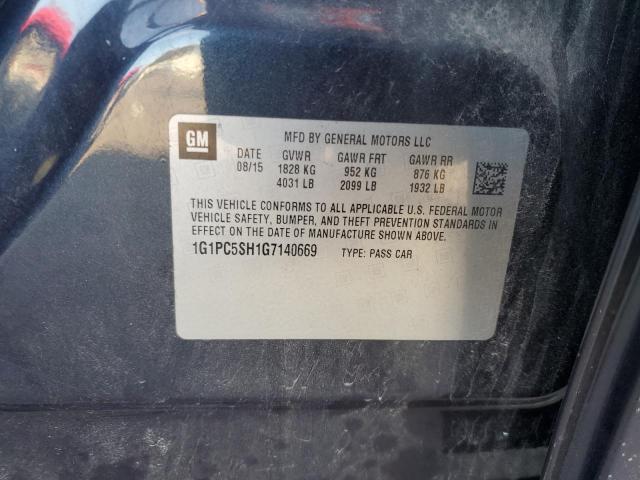 GM MFD BY GENERAL MOTORS LLC
DATE GVWR GAWR FRT GAWR RR
08/15 1828 KG 952 KG 876 KG
4031 LB 2099 LB 1932 LB
THIS VEHICLE CONFORMS TO ALL APPLICABLE U.S. FEDERAL MOTOR
VEHICLE SAFETY, BUMPER, AND THEFT PREVENTION STANDARDS IN
EFFECT ON THE DATE OF MANUFACTURE SHOWN ABOVE.
1G1PC5SH1G7140669 TYPE: PASS CAR